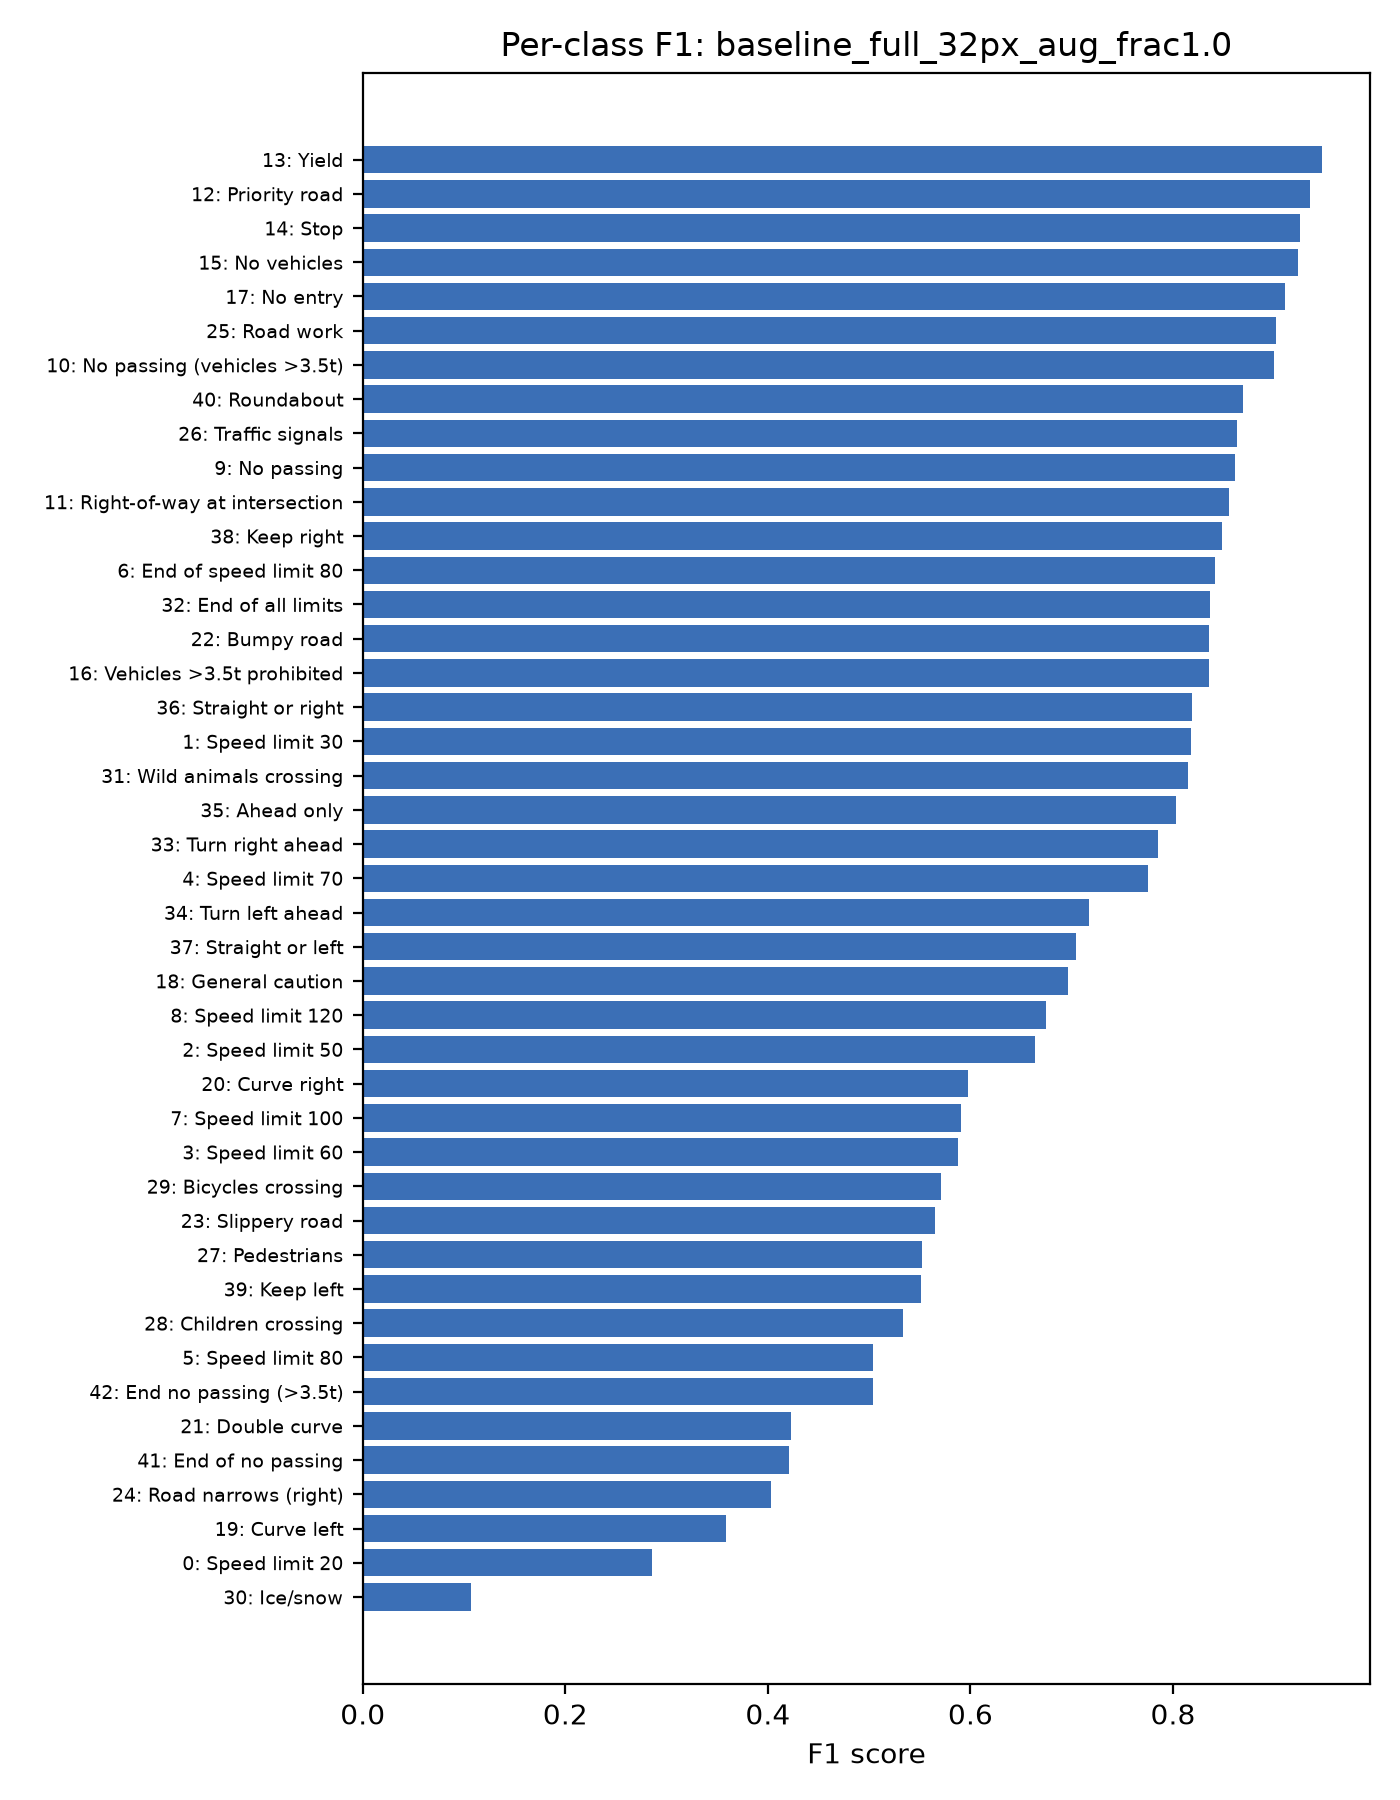 Per-class F1: baseline_full_32px_aug_frac1.0
13: Yield
12: Priority road
14: Stop
15: No vehicles
17: No entry
25: Road work
10: No passing (vehicles >3.5t)
40: Roundabout
26: Traffic signals
9: No passing
11: Right-of-way at intersection
38: Keep right
6: End of speed limit 80
32: End of all limits
22: Bumpy road
16: Vehicles >3.5t prohibited
36: Straight or right
1: Speed limit 30
31: Wild animals crossing
35: Ahead only
33: Turn right ahead
4: Speed limit 70
34: Turn left ahead
37: Straight or left
18: General caution
8: Speed limit 120
2: Speed limit 50
20: Curve right
7: Speed limit 100
3: Speed limit 60
29: Bicycles crossing
23: Slippery road
27: Pedestrians
39: Keep left
28: Children crossing
5: Speed limit 80
42: End no passing (>3.5t)
21: Double curve
41: End of no passing
24: Road narrows (right)
19: Curve left
0: Speed limit 20
30: Ice/snow
0.0 0.2 0.4 0.6 0.8
F1 score